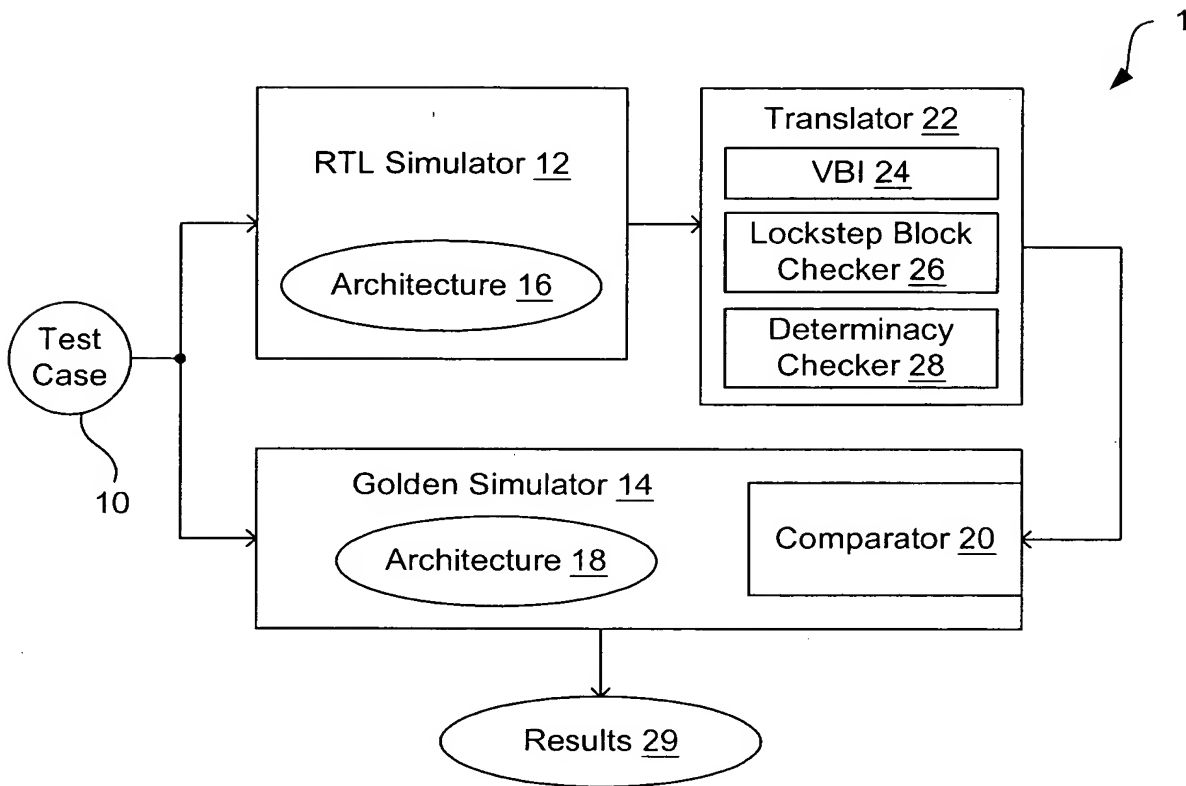 1
Translator 22
RTL Simulator 12
VBI 24
Lockstep Block
Checker 26
Architecture 16
Determinacy
Checker 28
Test
Case
10
Golden Simulator 14
Comparator 20
Architecture 18
Results 29